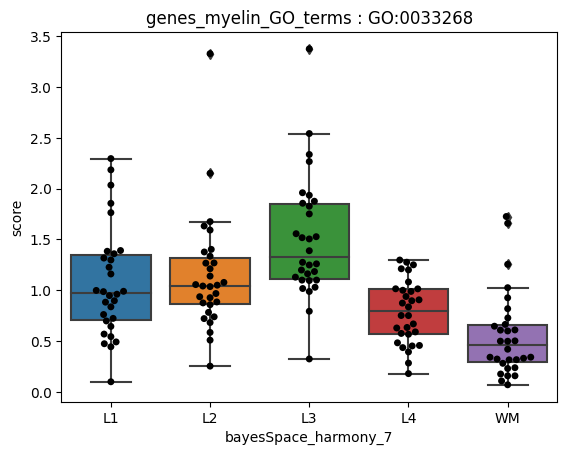 genes_myelin_GO_terms : GO:0033268
3.5
3.0
2.5
2.0
1.5
1.0
0.5
0.0
score
L1 L2 L3 L4 WM
bayesSpace_harmony_7